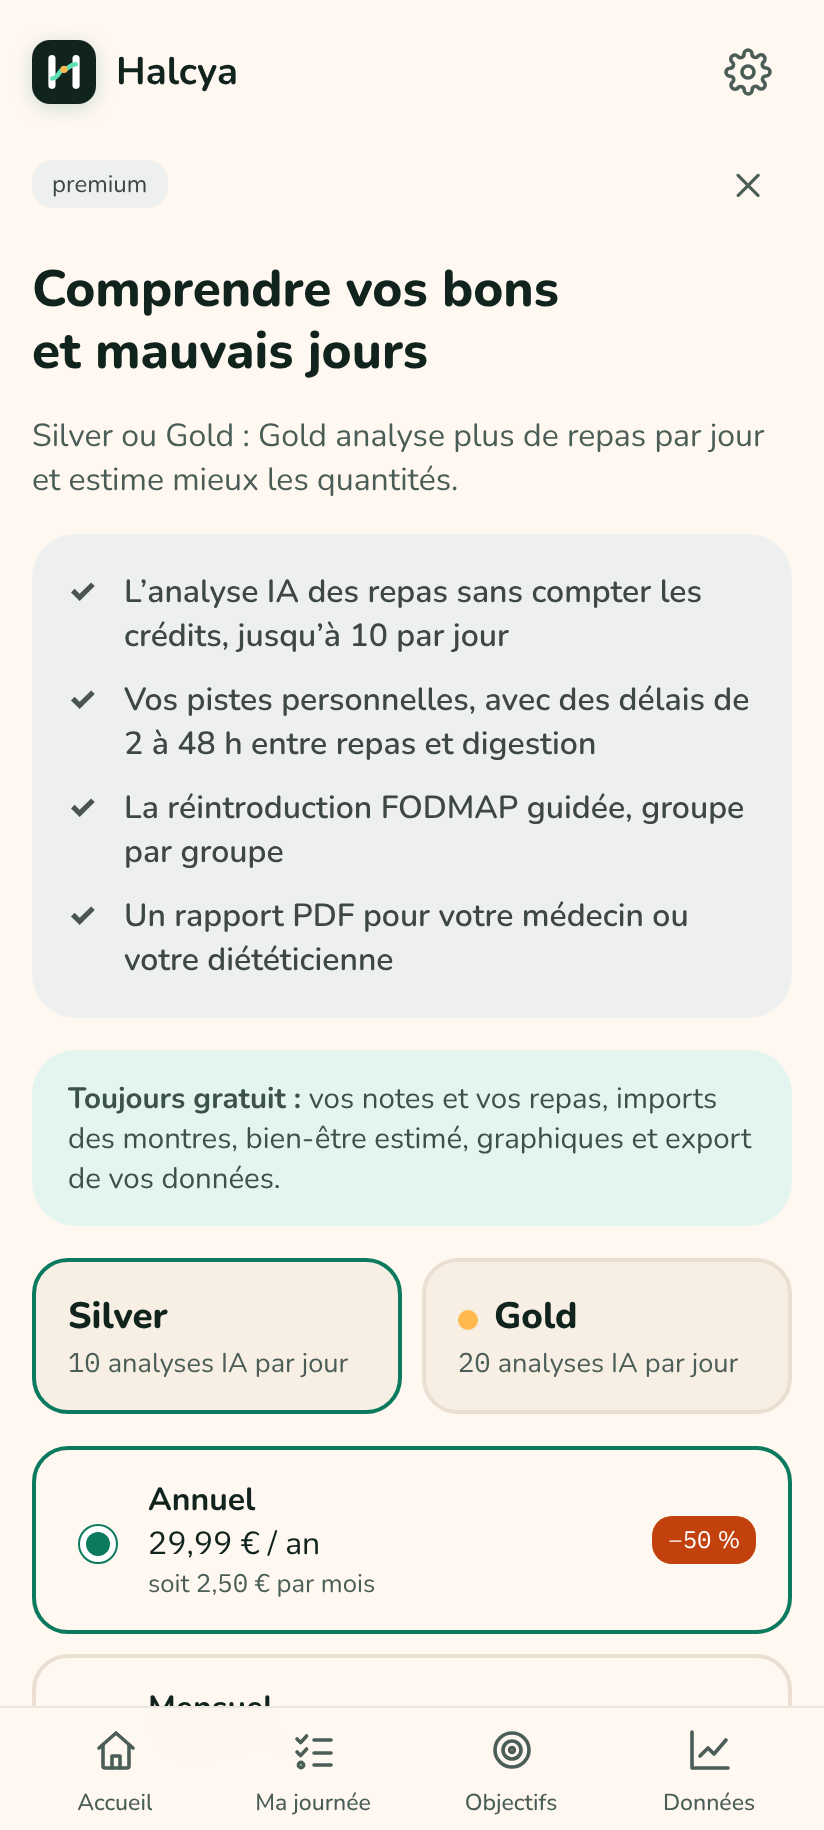 Halcya
premium
Comprendre vos bons
et mauvais jours
Silver ou Gold : Gold analyse plus de repas par jour
et estime mieux les quantités.
L’analyse IA des repas sans compter les
crédits, jusqu’à 10 par jour
Vos pistes personnelles, avec des délais de
2 à 48 h entre repas et digestion
La réintroduction FODMAP guidée, groupe
par groupe
Un rapport PDF pour votre médecin ou
votre diététicienne
Toujours gratuit : vos notes et vos repas, imports
des montres, bien-être estimé, graphiques et export
de vos données.
Silver
10 analyses IA par jour
Gold
20 analyses IA par jour
Annuel
29,99 € / an
soit 2,50 € par mois
−50 %
Mensuel
Accueil
Ma journée
Objectifs
Données